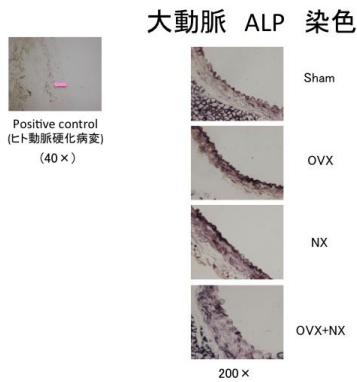 大動脈 ALP 染色
Positive control
(ヒト動脈硬化病変)
(40×)
Sham
OVX
NX
OVX+NX
200×